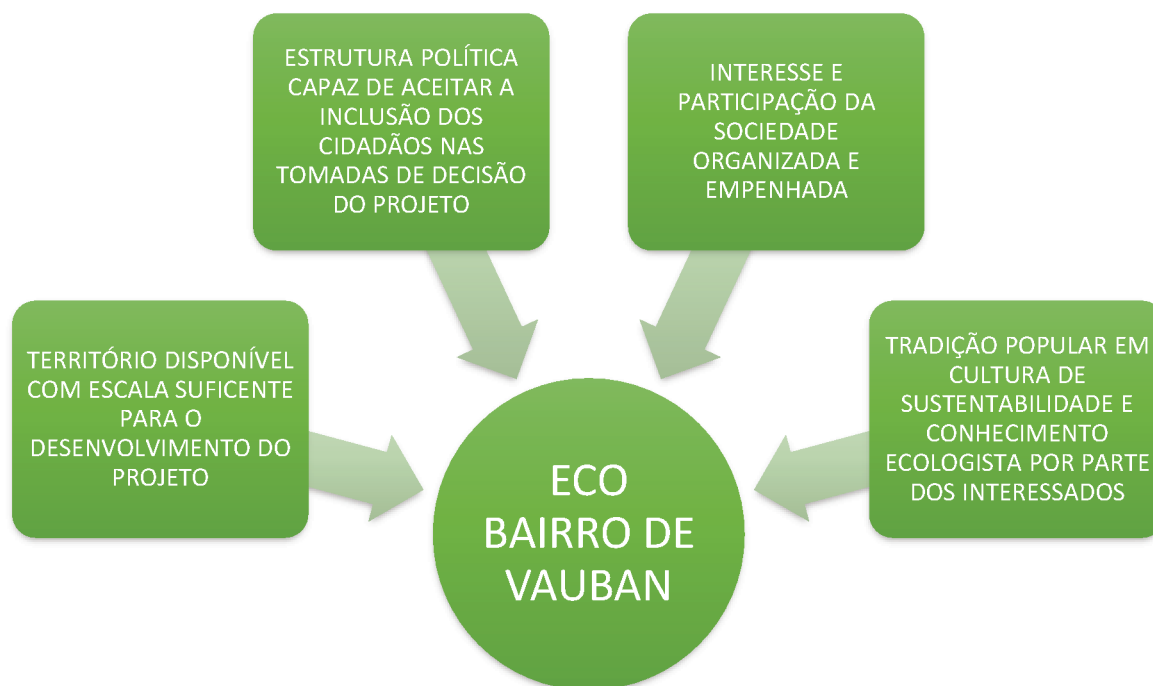 ESTRUTURA POLÍTICA
CAPAZ DE ACEITAR A
INCLUSÃO DOS
CIDADÃOS NAS
TOMADAS DE DECISÃO
DO PROJETO
INTERESSE E
PARTICIPAÇÃO DA
SOCIEDADE
ORGANIZADA E
EMPENHADA
TERRITÓRIO DISPONÍVEL
COM ESCALA SUFICENTE
PARA O
DESENVOLVIMENTO DO
PROJETO
TRADIÇÃO POPULAR EM
CULTURA DE
SUSTENTABILIDADE E
CONHECIMENTO
ECOLOGISTA POR PARTE
DOS INTERESSADOS
ECO
BAIRRO DE
VAUBAN